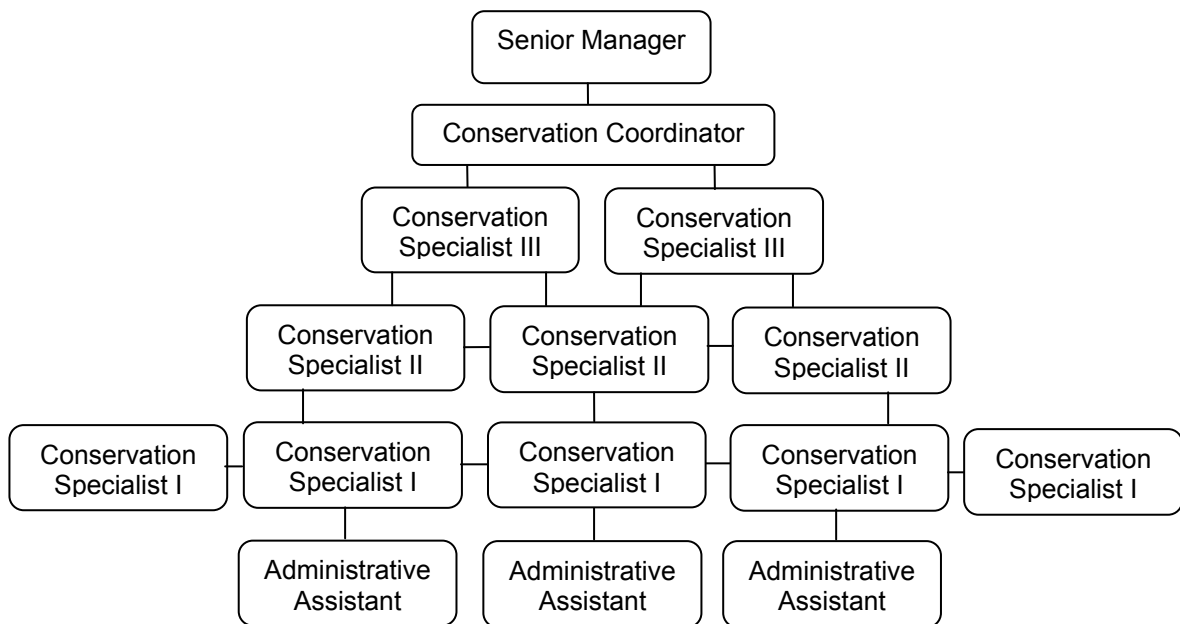 Senior Manager
Conservation Coordinator
Conservation
Specialist III
Conservation
Specialist III
Conservation
Specialist II
Conservation
Specialist II
Conservation
Specialist II
Conservation
Specialist I
Conservation
Specialist I
Conservation
Specialist I
Conservation
Specialist I
Conservation
Specialist I
Administrative
Assistant
Administrative
Assistant
Administrative
Assistant